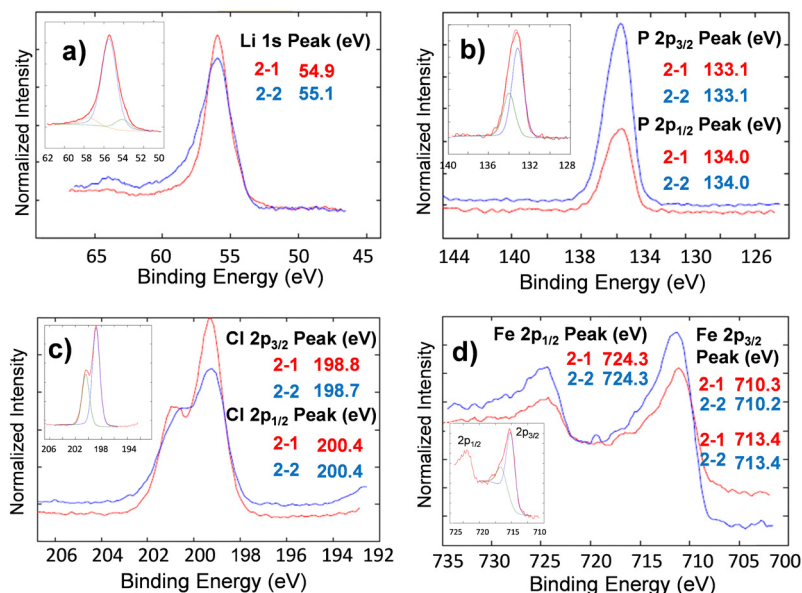 a)
Li 1s Peak (eV)
2-1 54.9
2-2 55.1
62 60 58 56 54 52 50
Normalized Intensity
65 60 55 50 45
Binding Energy (eV)
b)
P 2p3/2 Peak (eV)
2-1 133.1
2-2 133.1
P 2p1/2 Peak (eV)
2-1 134.0
2-2 134.0
140 136 132 128
Normalized Intensity
144 142 138 134 130 126
Binding Energy (eV)
c)
Cl 2p3/2 Peak (eV)
2-1 198.8
2-2 198.7
Cl 2p1/2 Peak (eV)
2-1 200.4
2-2 200.4
206 202 198 194
Normalized Intensity
206 204 202 200 199 198 196 194 192
Binding Energy (eV)
d)
Fe 2p1/2 Peak (eV)
2-1 724.3
2-2 724.3
Fe 2p3/2
Peak (eV)
2-1 710.3
2-2 710.2
2-1 713.4
2-2 713.4
2p1/2
2p3/2
725 720 715 710
Normalized Intensity
735 730 720 711 700
Binding Energy (eV)